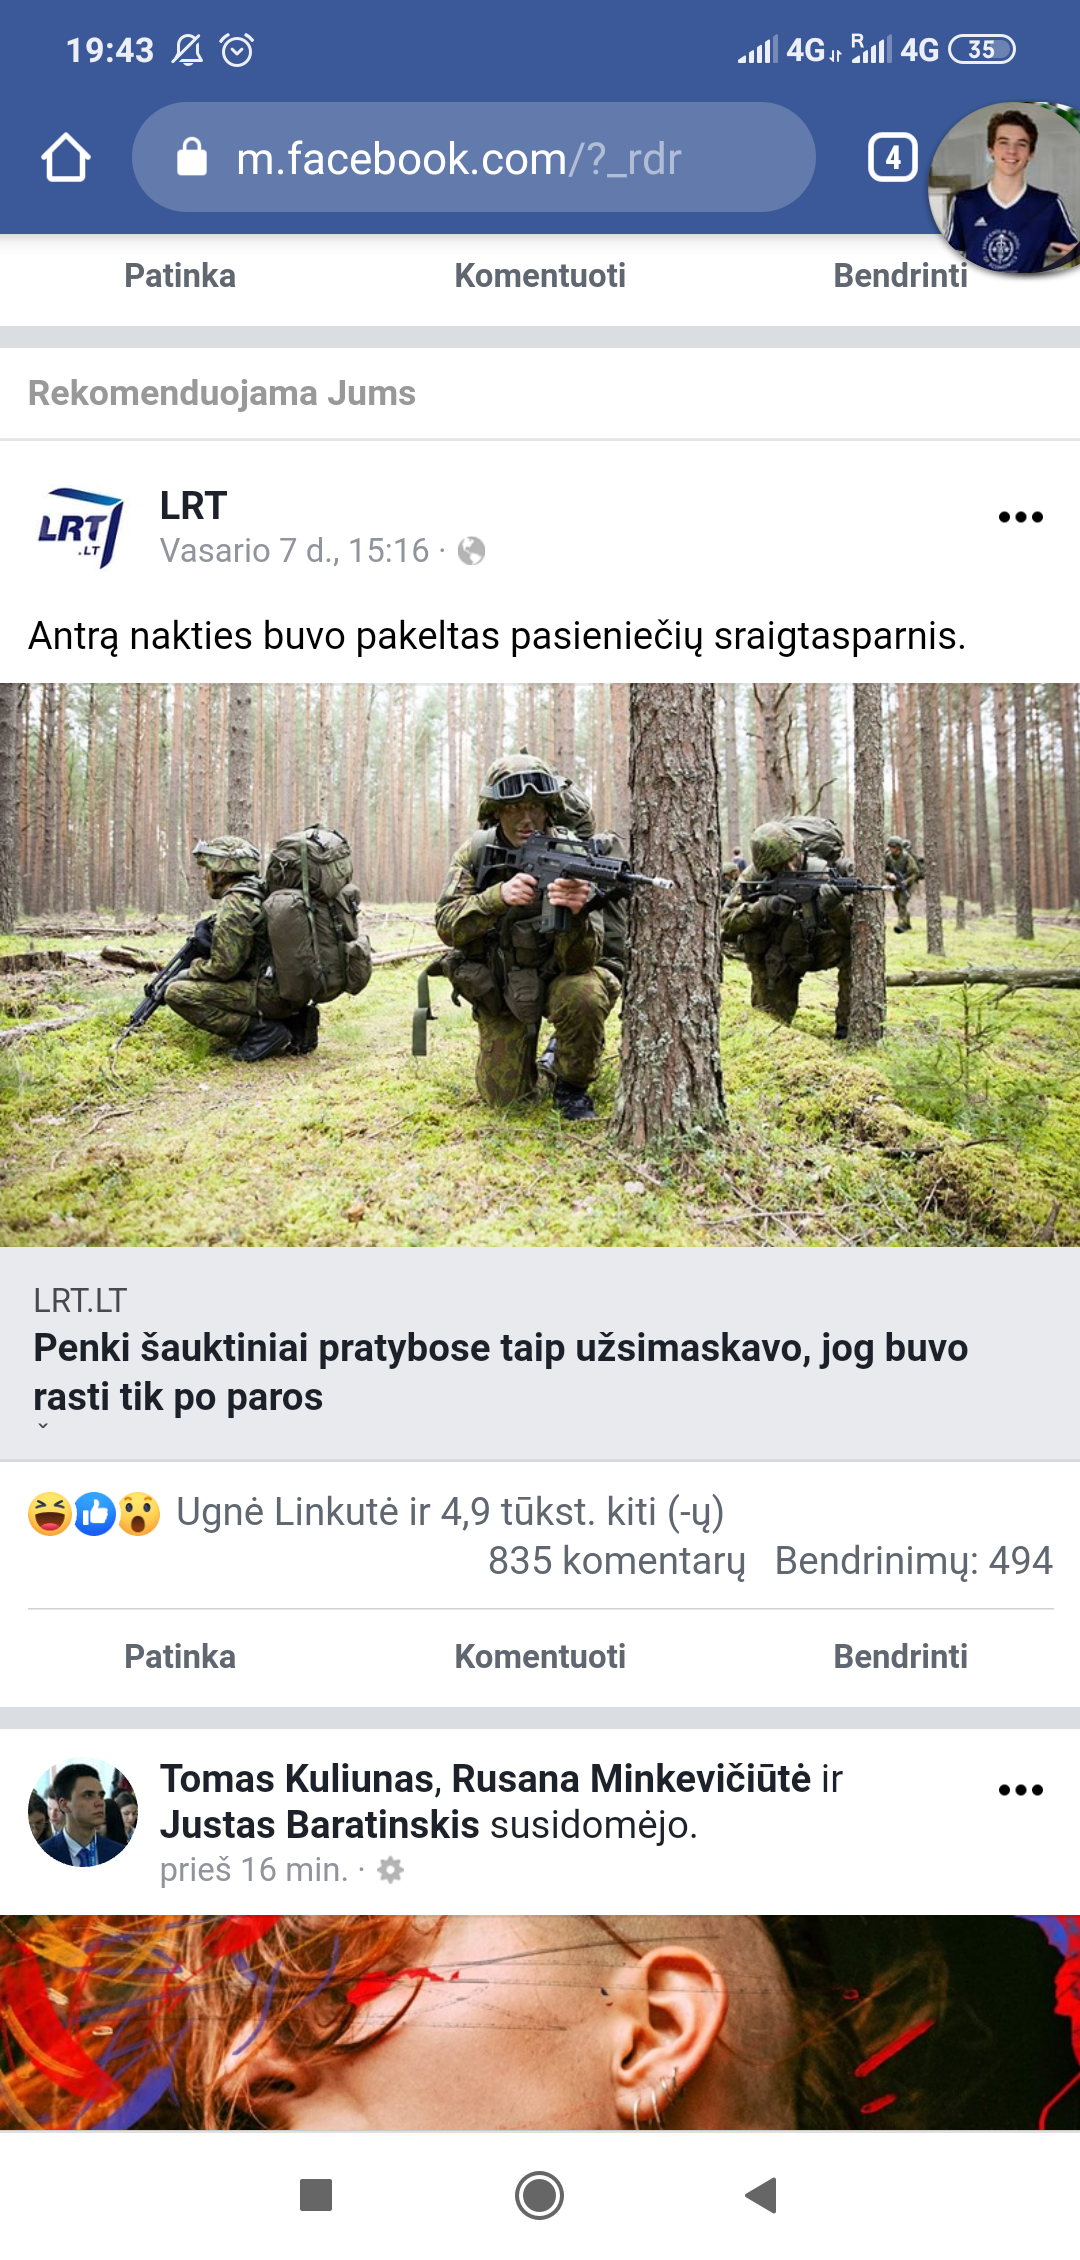 19:43
4G R 4G 35
m.facebook.com/?_rdr
4
Patinka Komentuoti Bendrinti
Rekomenduojama Jums
LRT
.LT
LRT
Vasario 7 d., 15:16 ·
Antrą nakties buvo pakeltas pasieniečių sraigtasparnis.
LRT.LT
Penki šauktiniai pratybose taip užsimaskavo, jog buvo
rasti tik po paros
Ugnė Linkutė ir 4,9 tūkst. kiti (-ų)
835 komentarų Bendrinimų: 494
Patinka Komentuoti Bendrinti
Tomas Kuliunas, Rusana Minkevičiūtė ir
Justas Baratinskis susidomėjo.
prieš 16 min. ·